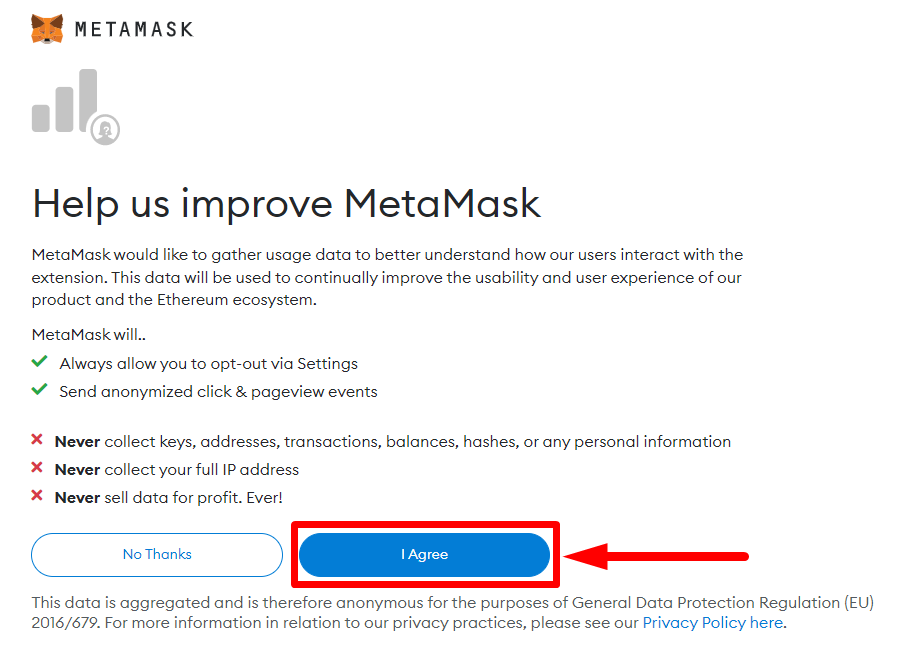 METAMASK
Help us improve MetaMask
MetaMask would like to gather usage data to better understand how our users interact with the
extension. This data will be used to continually improve the usability and user experience of our
product and the Ethereum ecosystem.
MetaMask will..
Always allow you to opt-out via Settings
Send anonymized click & pageview events
Never collect keys, addresses, transactions, balances, hashes, or any personal information
Never collect your full IP address
Never sell data for profit. Ever!
No Thanks
I Agree
This data is aggregated and is therefore anonymous for the purposes of General Data Protection Regulation (EU)
2016/679. For more information in relation to our privacy practices, please see our Privacy Policy here.